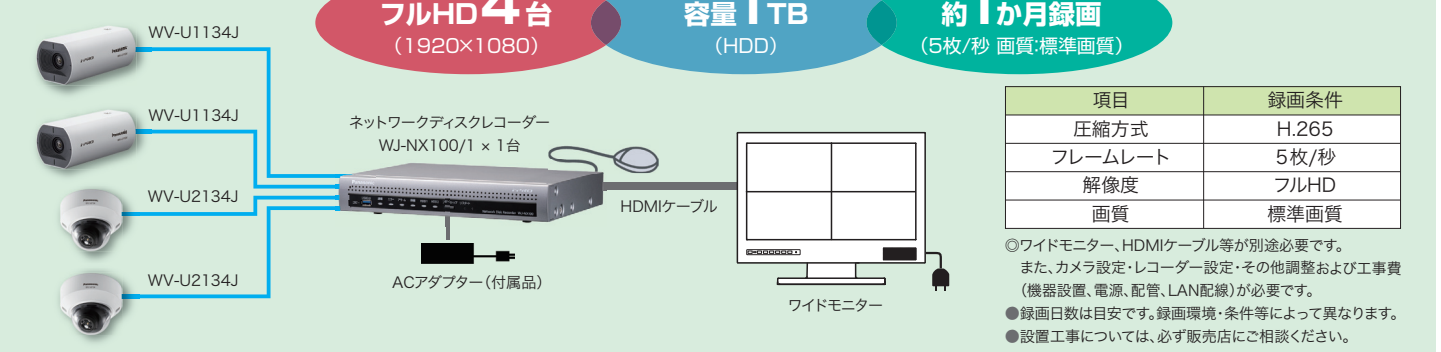 フルHD4台
(1920×1080)
容量1TB
(HDD)
約1か月録画
(5枚/秒 画質:標準画質)
WV-U1134J
WV-U1134J
WV-U2134J
WV-U2134J
ネットワークディスクレコーダー
WJ-NX100/1 × 1台
HDMIケーブル
ACアダプター(付属品)
ワイドモニター
項目 録画条件
圧縮方式 H.265
フレームレート 5枚/秒
解像度 フルHD
画質 標準画質
◎ワイドモニター、HDMIケーブル等が別途必要です。
また、カメラ設定・レコーダー設定・その他調整および工事費
(機器設置、電源、配管、LAN配線)が必要です。
●録画日数は目安です。録画環境・条件等によって異なります。
●設置工事については、必ず販売店にご相談ください。